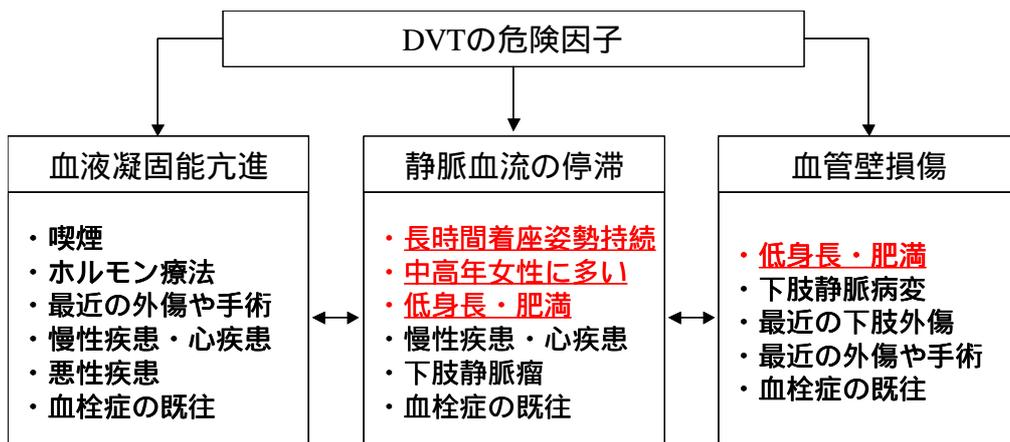 DVTの危険因子
血液凝固能亢進
・喫煙
・ホルモン療法
・最近の外傷や手術
・慢性疾患・心疾患
・悪性疾患
・血栓症の既往
静脈血流の停滞
・長時間着座姿勢持続
・中高年女性に多い
・低身長・肥満
・慢性疾患・心疾患
・下肢静脈瘤
・血栓症の既往
血管壁損傷
・低身長・肥満
・下肢静脈病変
・最近の下肢外傷
・最近の外傷や手術
・血栓症の既往